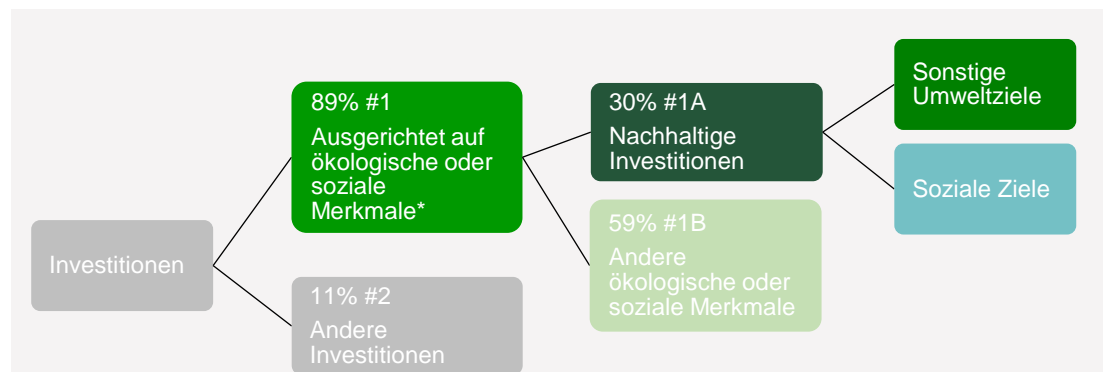 Investitionen
89% #1
Ausgerichtet auf
ökologische oder
soziale
Merkmale*
11% #2
Andere
Investitionen
30% #1A
Nachhaltige
Investitionen
59% #1B
Andere
ökologische oder
soziale Merkmale
Sonstige
Umweltziele
Soziale Ziele